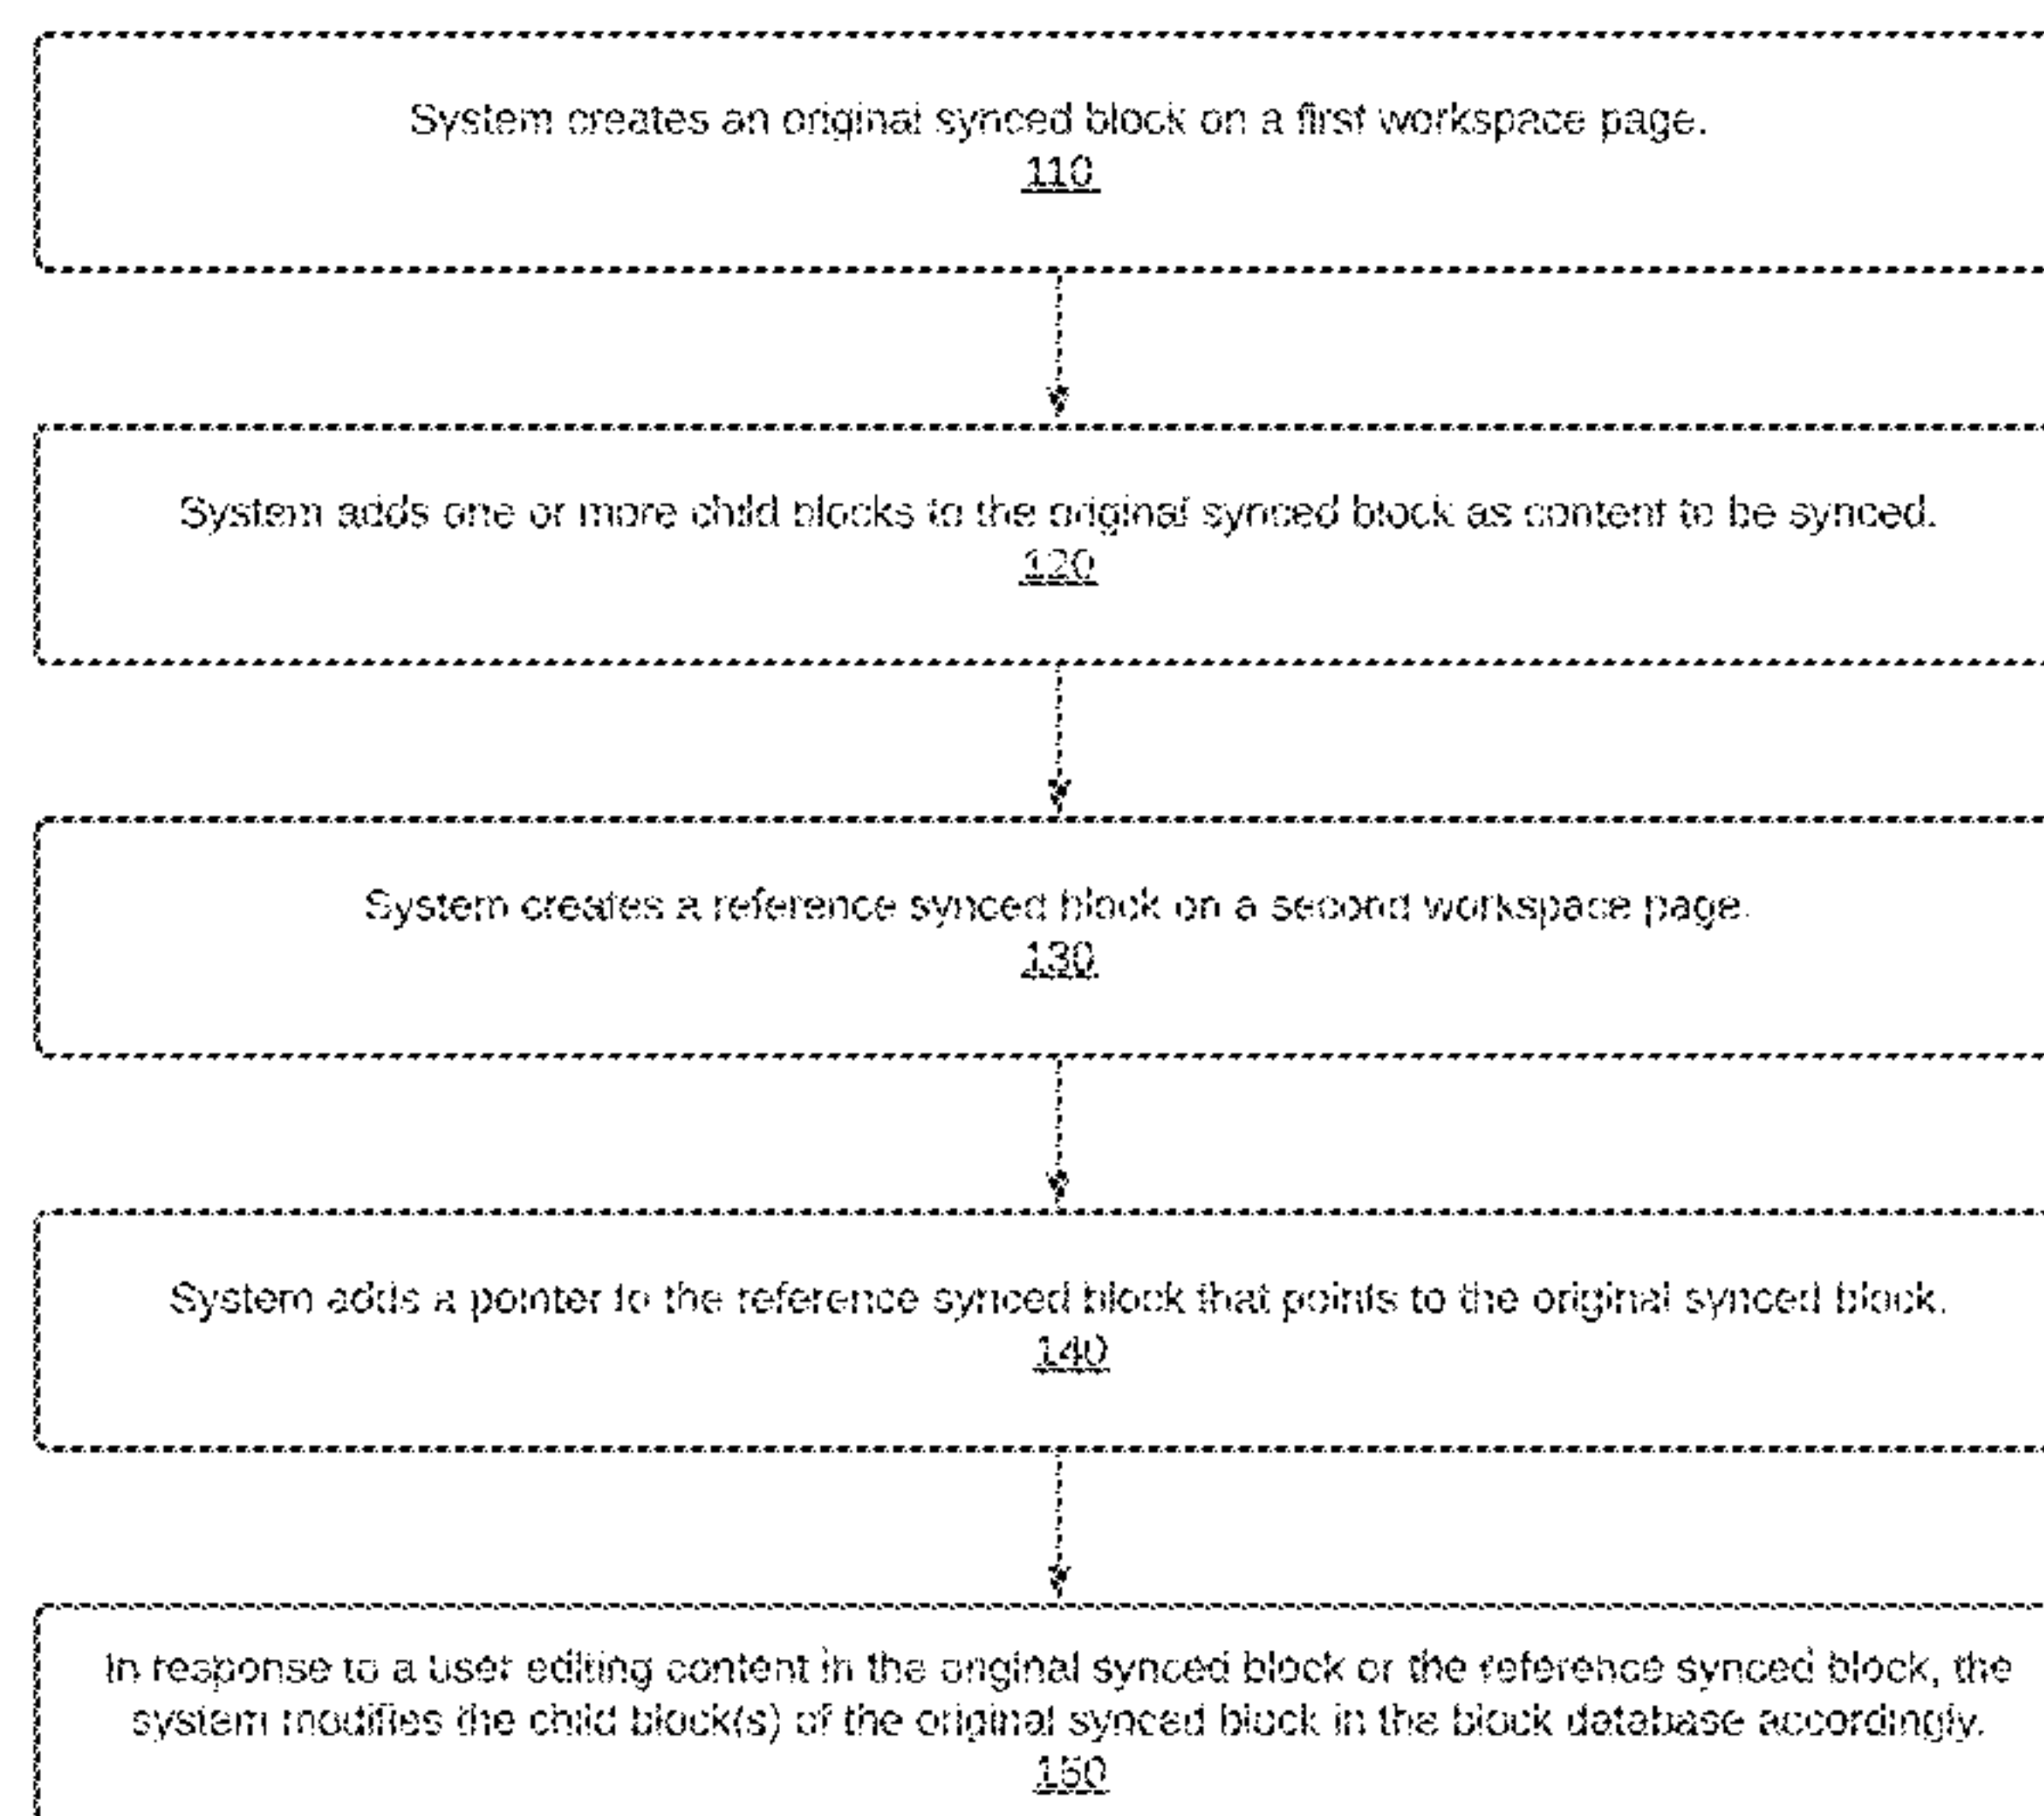 System creates an original synced block on a first workspace page.
110
System adds one or more child blocks to the original synced block as content to be synced.
120
System creates a reference synced block on a second workspace page.
130
System adds a pointer to the reference synced block that points to the original synced block.
140
In response to a user editing content in the original synced block or the reference synced block, the
system modifies the child block(s) of the original synced block in the block database accordingly.
150